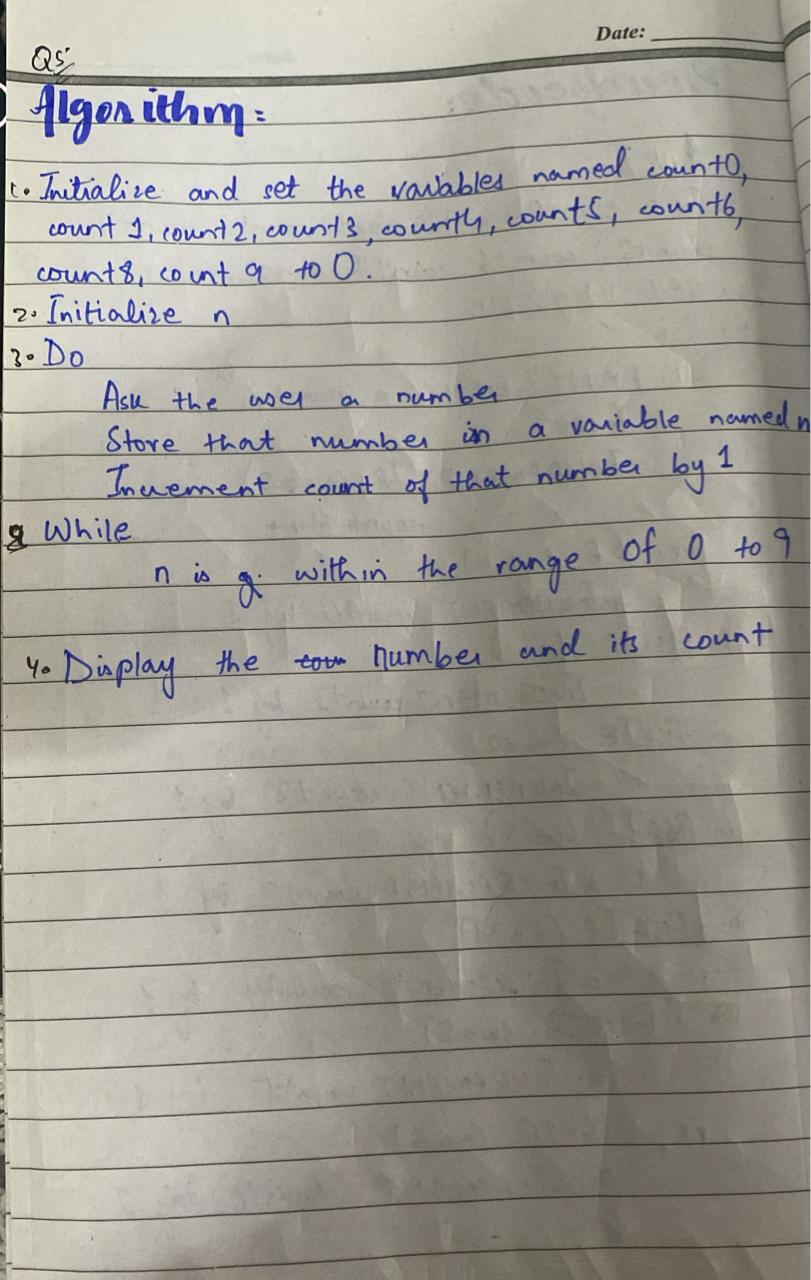 Date:
Q5:
Algorithm:
1. Initialize and set the variables named count0,
count 1, count2, count3, count4, count5, count6,
count8, count 9 to 0.
2. Initialize n
3. Do
Ask the user a number
Store that number in a variable named n
Increment count of that number by 1
While
n is within the range of 0 to 9
4. Display the number and its count